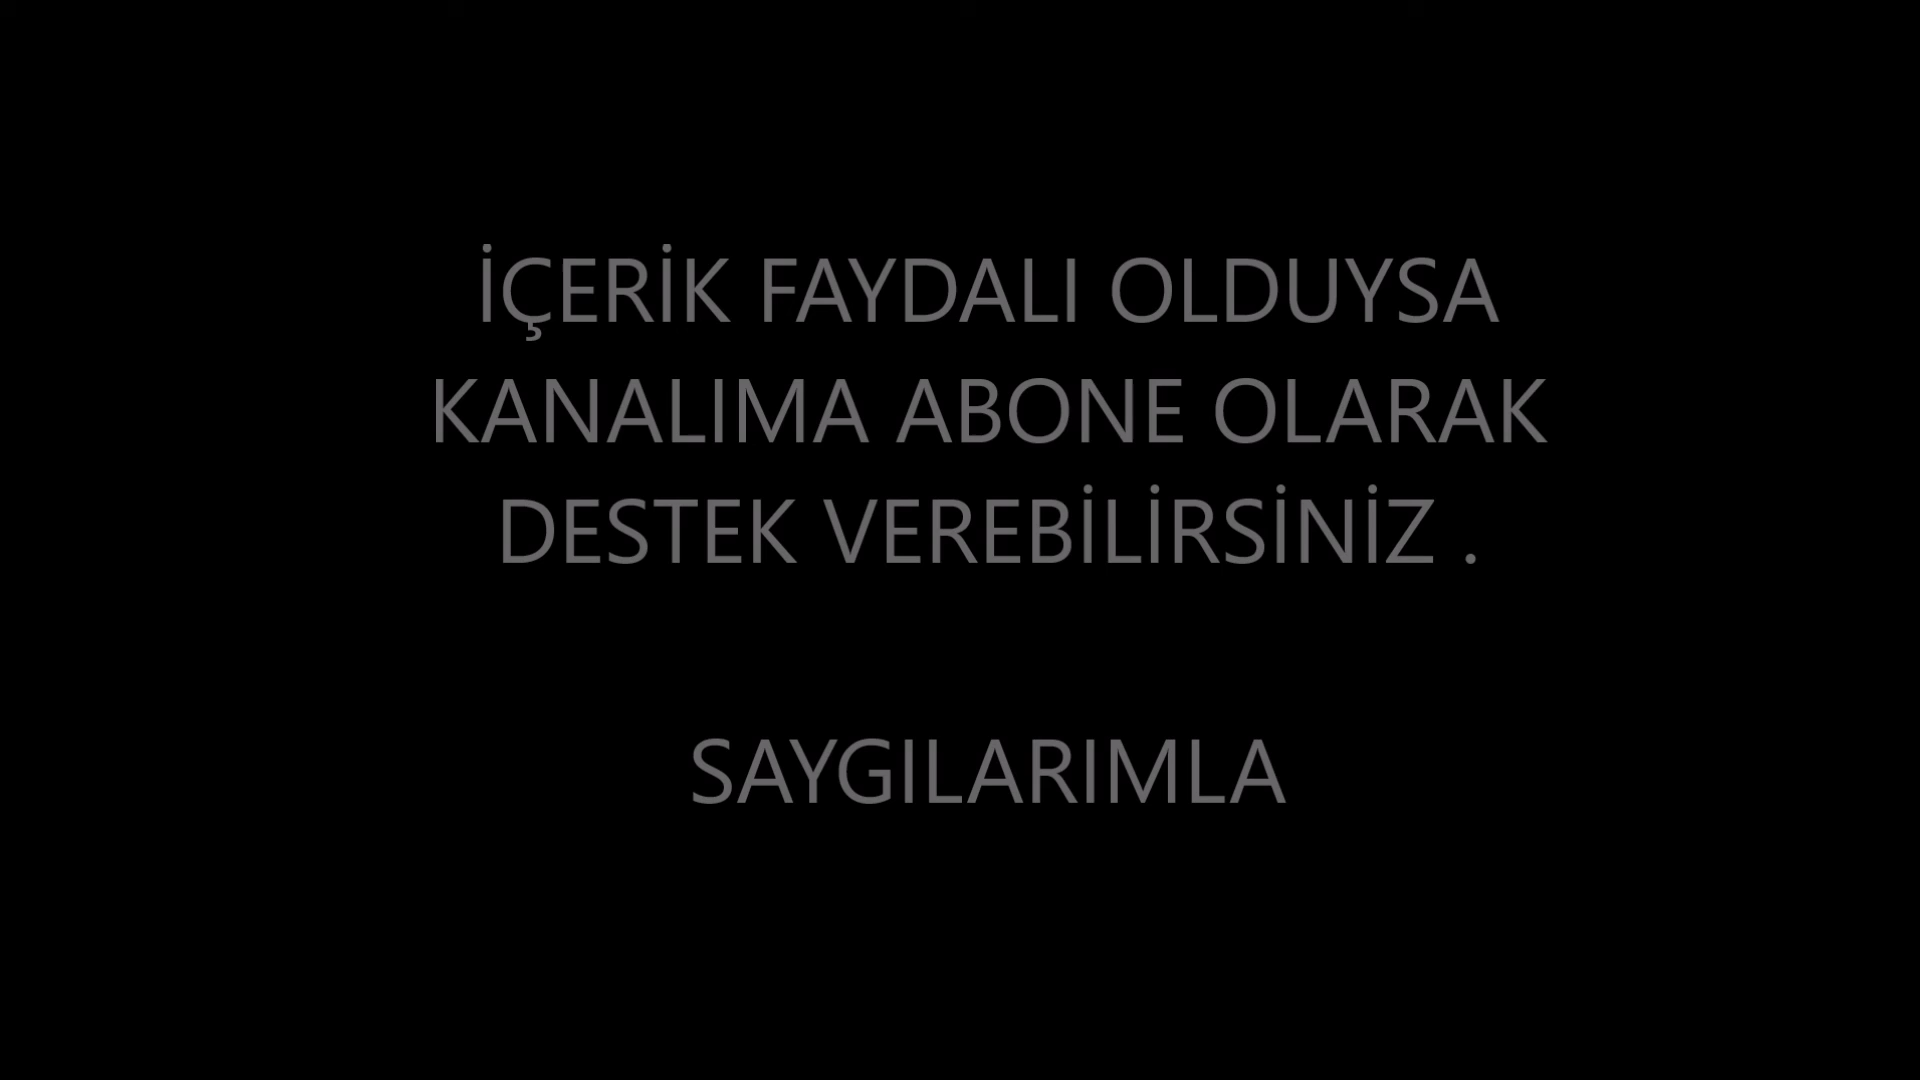 İÇERİK FAYDALI OLDUYSA
KANALIMA ABONE OLARAK
DESTEK VEREBİLİRSİNİZ .
SAYGILARIMLA